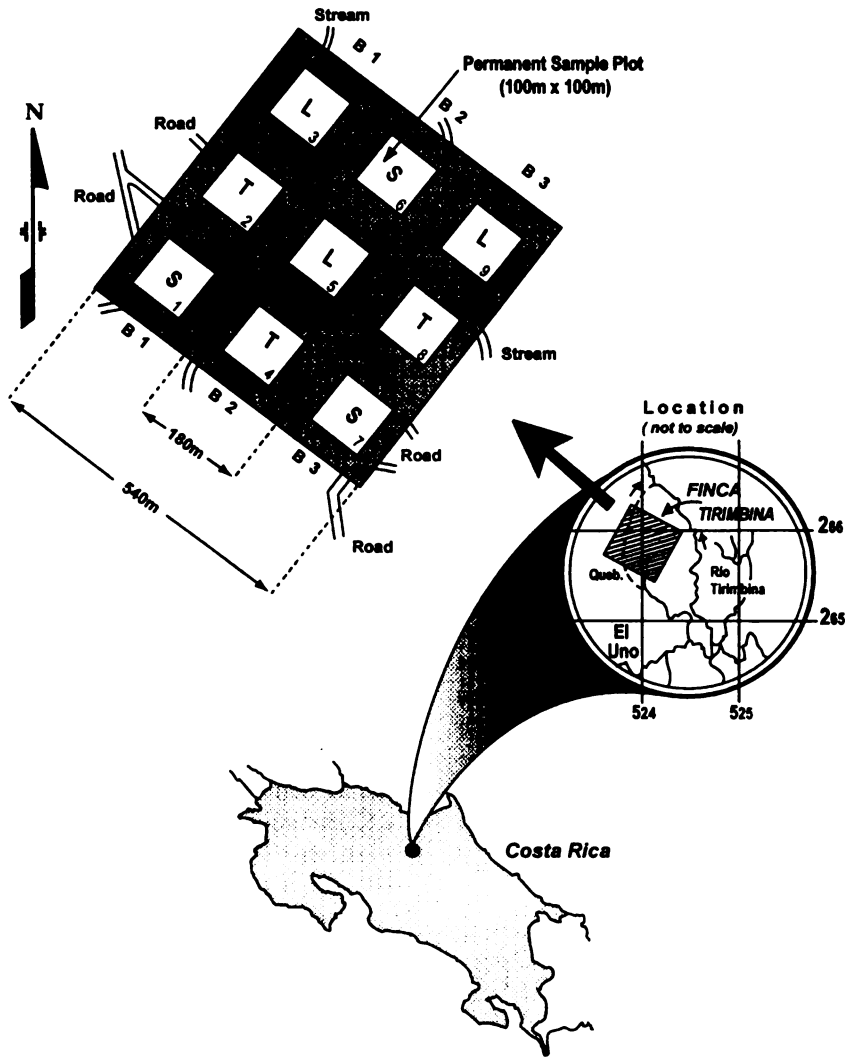 Stream
B 1
Permanent Sample Plot
(100m x 100m)
B 2
B 3
N
Road
Road
L
3
S
6
T
2
L
9
L
5
S
1
T
8
T
4
S
7
Stream
B 1
B 2
B 3
Road
Road
180m
540m
Location
( not to scale)
FINCA
TIRIMBINA
266
Queb.
Rio
Tirimbina
265
El
Uno
524
525
Costa Rica